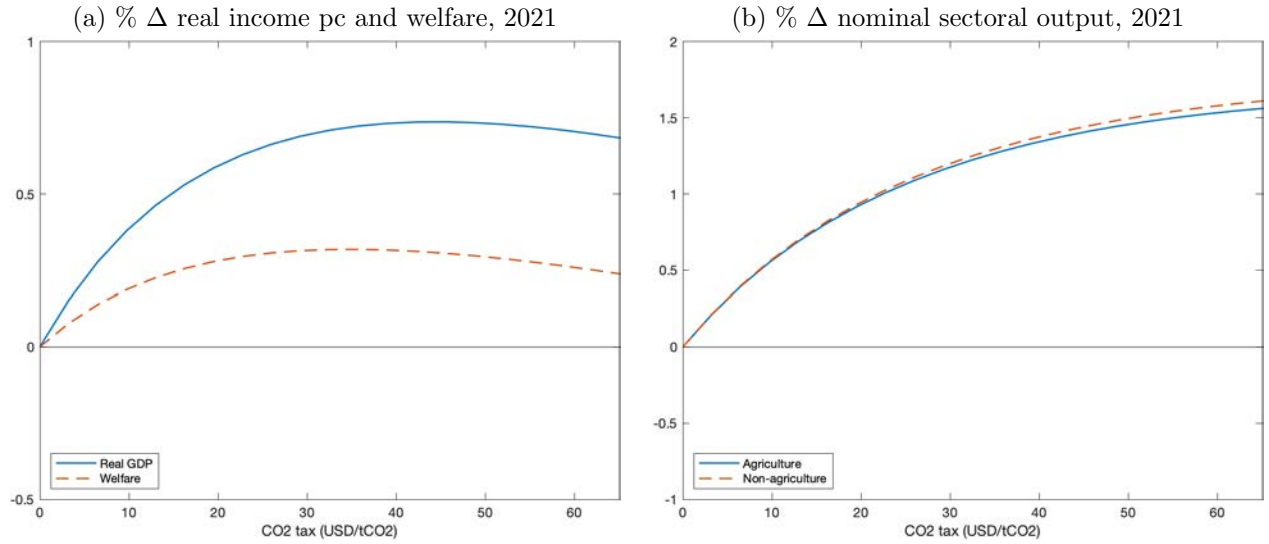 (a) % Δ real income pc and welfare, 2021
1
0.5
0
-0.5
0 10 20 30 40 50 60
CO2 tax (USD/tCO2)
Real GDP
Welfare
(b) % Δ nominal sectoral output, 2021
2
1.5
1
0.5
0
-0.5
-1
0 10 20 30 40 50 60
CO2 tax (USD/tCO2)
Agriculture
Non-agriculture